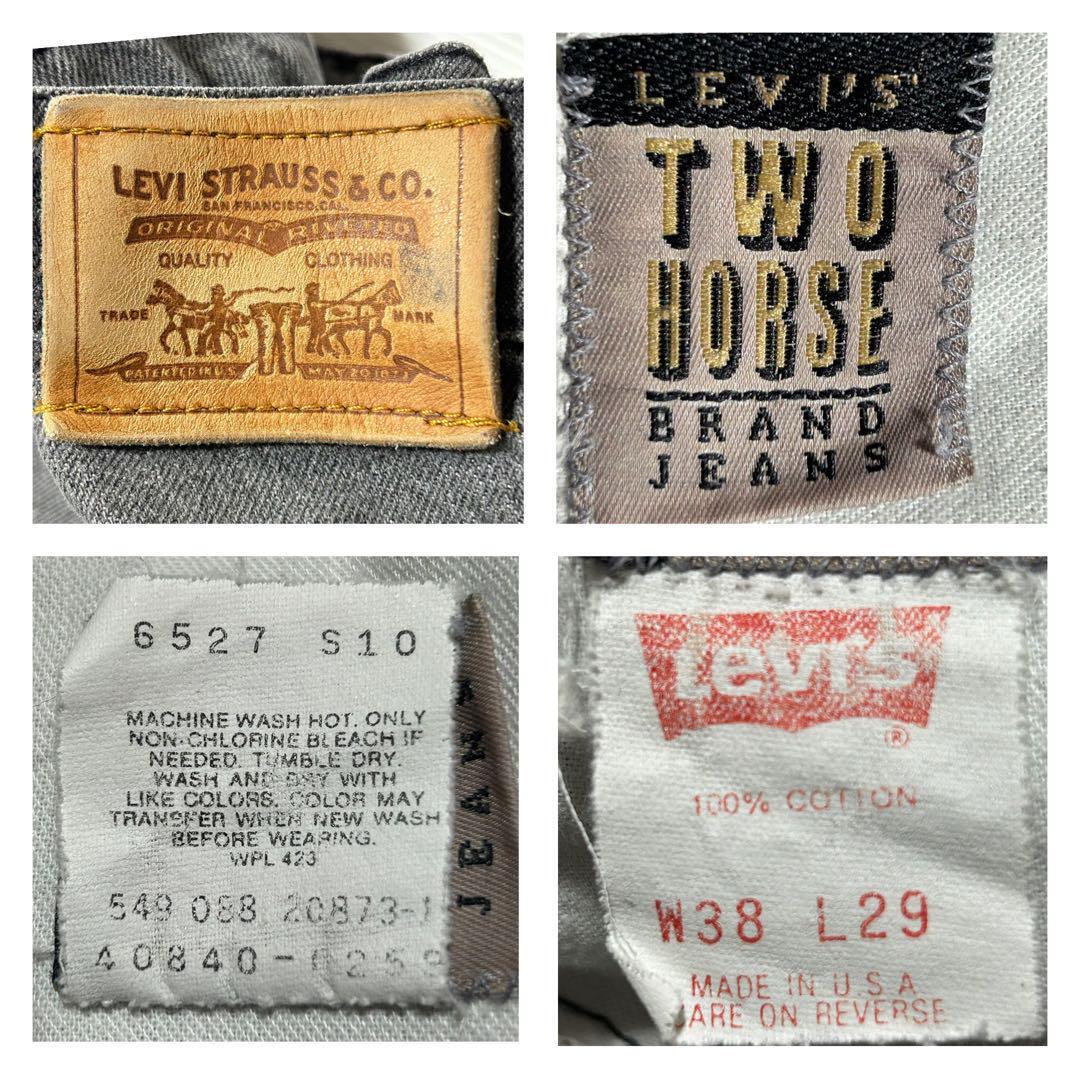 LEVI STRAUSS & CO.
SAN FRANCISCO, CAL.
ORIGINAL RIVETED
QUALITY CLOTHING
TRADE MARK
PATENTED IN U.S. MAY 20 1873
LEVI'S
TWO
HORSE
BRAND
JEANS
6527 S10
MACHINE WASH HOT. ONLY
NON-CHLORINE BLEACH IF
NEEDED. TUMBLE DRY.
WASH AND DRY WITH
LIKE COLORS. COLOR MAY
TRANSFER WHEN NEW WASH
BEFORE WEARING.
WPL 423
549 088 20873-1
40840-0259
JEANS
Levi's
®
100% COTTON
W38 L29
MADE IN U S A
CARE ON REVERSE